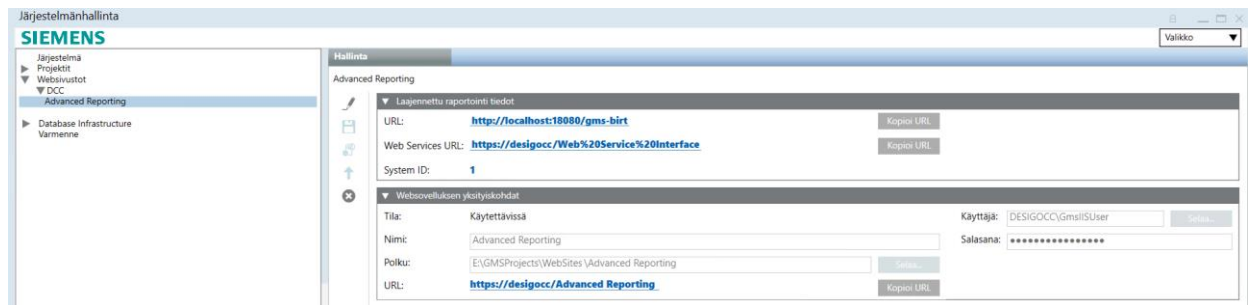 Järjestelmänhallinta
SIEMENS
Valikko
Järjestelmä
Projektit
Websivustot
DCC
Advanced Reporting
Database Infrastructure
Varmenne
Hallinta
Advanced Reporting
Laajennettu raportointi tiedot
URL: http://localhost:18080/gms-birt Kopioi URL
Web Services URL: https://desigocc/Web%20Service%20Interface Kopioi URL
System ID: 1
Websovelluksen yksityiskohdat
Tila: Käytettävissä Käyttäjä: DESIGOCC\GmsIISUser Selaa...
Nimi: Advanced Reporting Salasana: ●●●●●●●●●●●●●●●●
Polku: E:\GMSProjects\WebSites\Advanced Reporting Selaa...
URL: https://desigocc/Advanced Reporting Kopioi URL